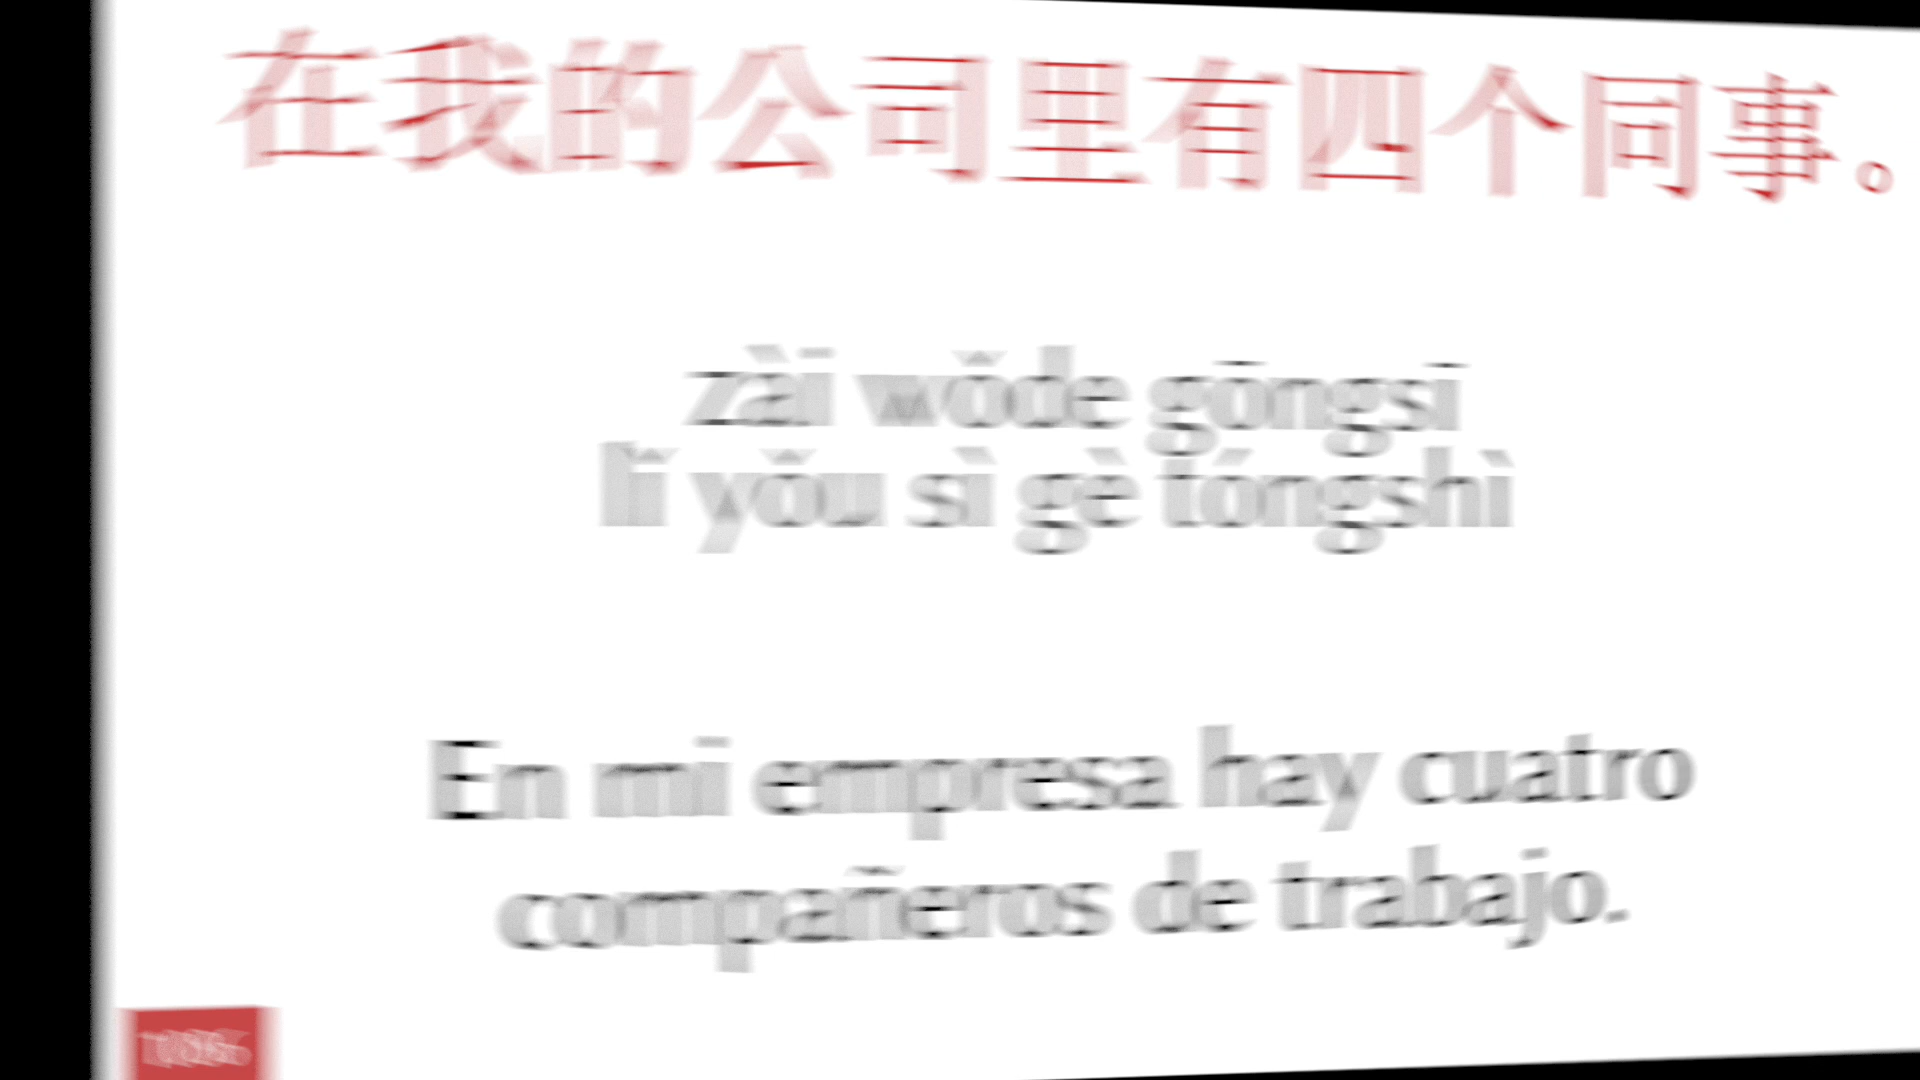 在我的公司里有四个同事。
zài wǒde gōngsī
lǐ yǒu sì gè tóngshì
En mi empresa hay cuatro
compañeros de trabajo.